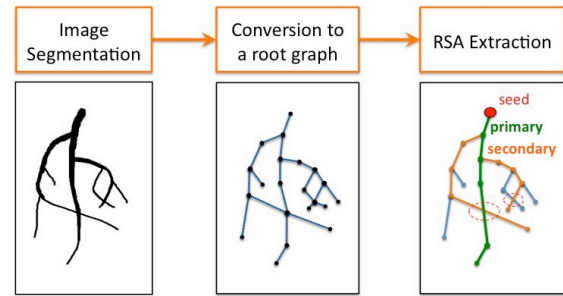 Image
Segmentation
Conversion to
a root graph
RSA Extraction
seed
primary
secondary